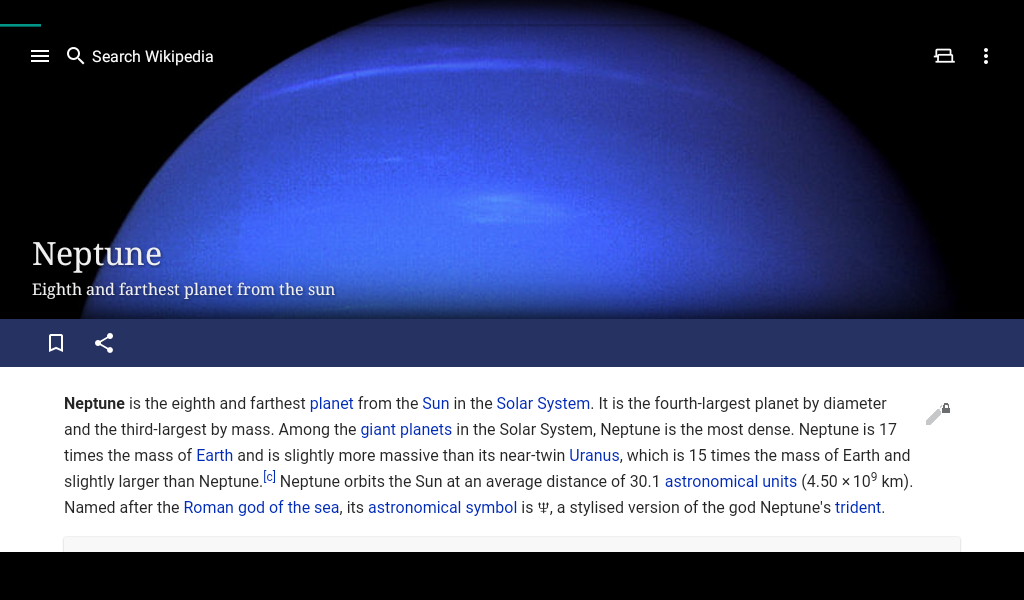 Search Wikipedia
Neptune
Eighth and farthest planet from the sun
Neptune is the eighth and farthest planet from the Sun in the Solar System. It is the fourth-largest planet by diameter
and the third-largest by mass. Among the giant planets in the Solar System, Neptune is the most dense. Neptune is 17
times the mass of Earth and is slightly more massive than its near-twin Uranus, which is 15 times the mass of Earth and
slightly larger than Neptune.[c] Neptune orbits the Sun at an average distance of 30.1 astronomical units (4.50 × 10⁹ km).
Named after the Roman god of the sea, its astronomical symbol is ♆, a stylised version of the god Neptune's trident.